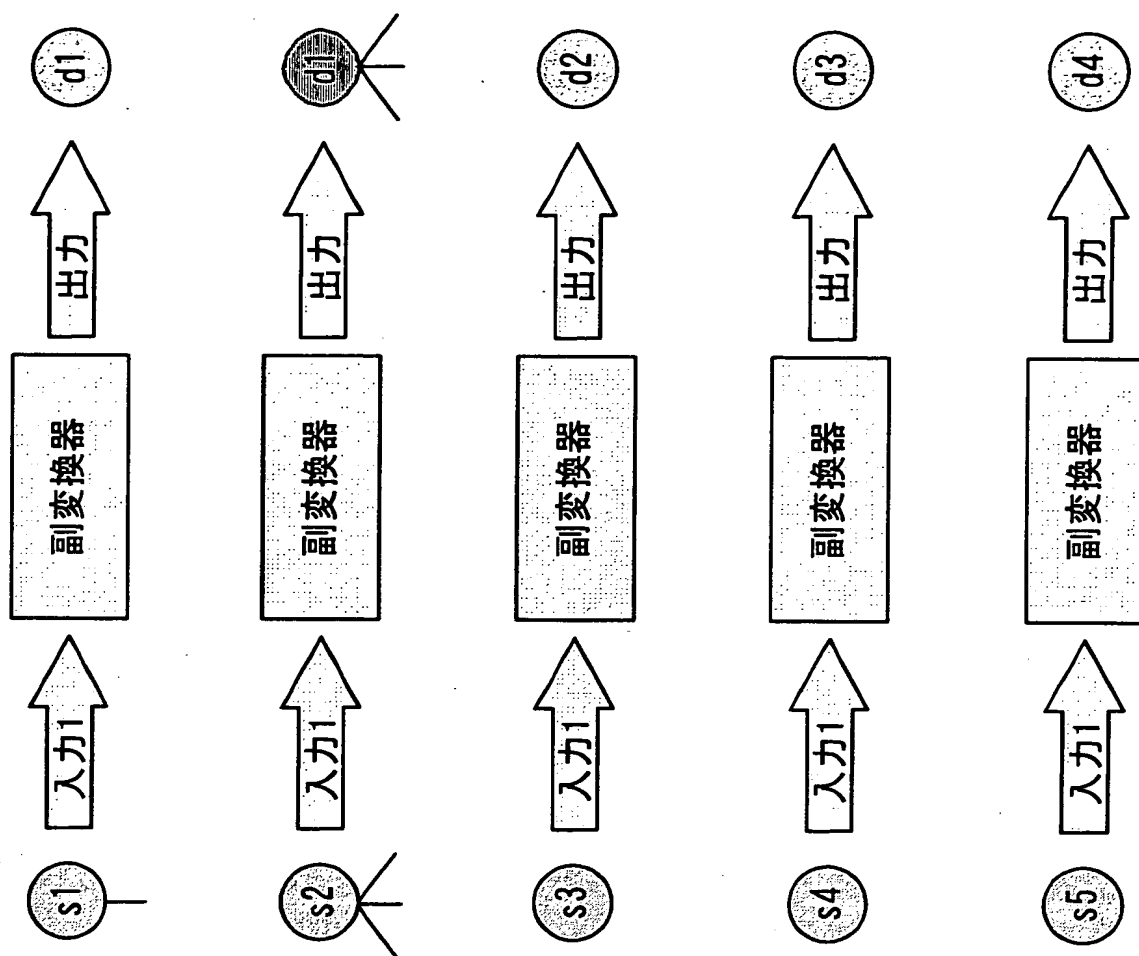 s1
入力1
副変換器
出力
d1
s2
入力1
副変換器
出力
d1
s3
入力1
副変換器
出力
d2
s4
入力1
副変換器
出力
d3
s5
入力1
副変換器
出力
d4